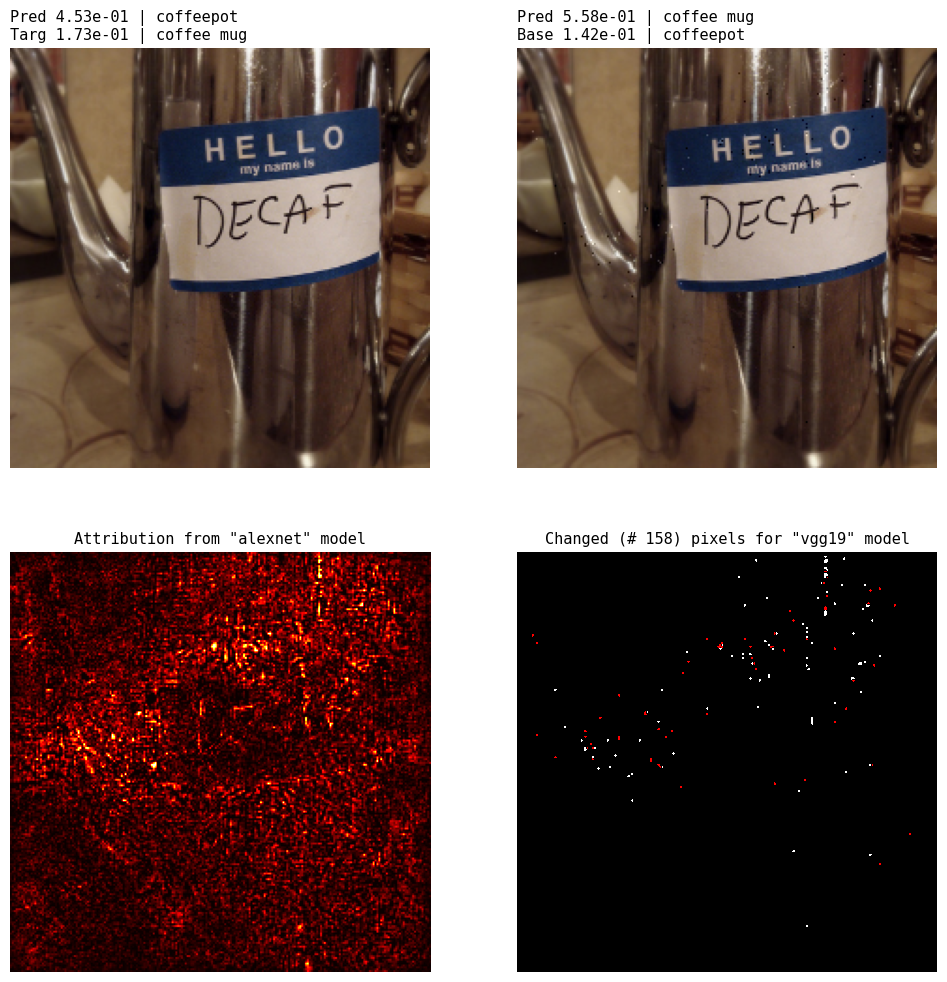 Pred 4.53e-01 | coffeepot
Targ 1.73e-01 | coffee mug
HELLO
my name is
DECAF
Pred 5.58e-01 | coffee mug
Base 1.42e-01 | coffeepot
HELLO
my name is
DECAF
Attribution from "alexnet" model
Changed (# 158) pixels for "vgg19" model